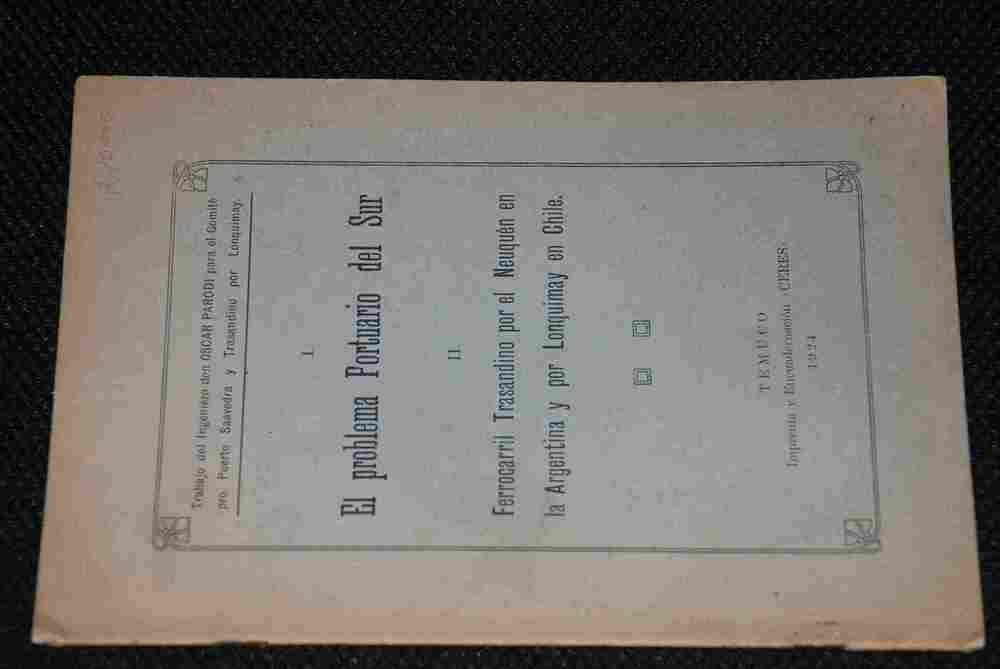 Trabajo del Ingeniero don OSCAR PARODI para el Comité
pro Puerto Saavedra y Trasandino por Lonquimay.
I.
El problema Portuario del Sur
II.
Ferrocarril Trasandino por el Neuquén en
la Argentina y por Lonquimay en Chile.
TEMUCO
Imprenta y Encuadernación CERES
1924